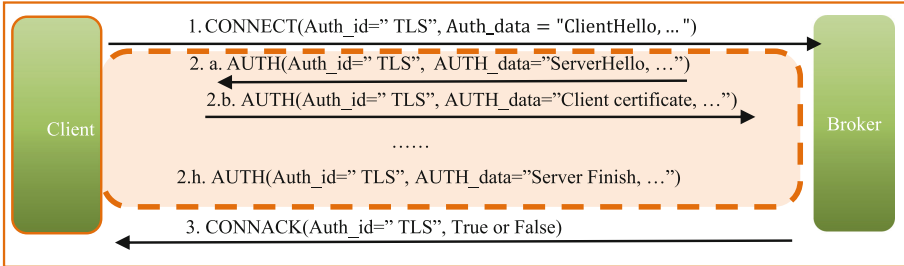 1. CONNECT(Auth_id=” TLS”, Auth_data = "ClientHello, ... ")
2. a. AUTH(Auth_id=” TLS”, AUTH_data=”ServerHello, …”)
2.b. AUTH(Auth_id=” TLS”, AUTH_data=”Client certificate, …”)
Client
Broker
……
2.h. AUTH(Auth_id=” TLS”, AUTH_data=”Server Finish, …”)
3. CONNACK(Auth_id=” TLS”, True or False)